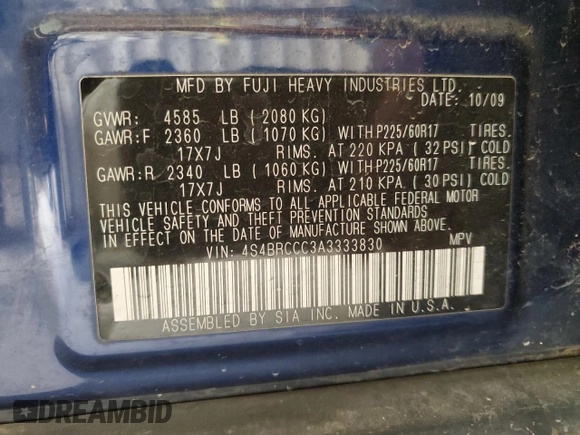 MFD BY FUJI HEAVY INDUSTRIES LTD.
DATE: 10/09
GVWR: 4585 LB (2080 KG)
GAWR:F 2360 LB (1070 KG) WITH P225/60R17 TIRES.
17X7J RIMS. AT 220 KPA (32 PSI) COLD
GAWR:R 2340 LB (1060 KG) WITH P225/60R17 TIRES.
17X7J RIMS. AT 210 KPA (30 PSI) COLD
THIS VEHICLE CONFORMS TO ALL APPLICABLE FEDERAL MOTOR
VEHICLE SAFETY AND THEFT PREVENTION STANDARDS
IN EFFECT ON THE DATE OF MANUFACTURE SHOWN ABOVE.
VIN: 4S4BRCCC3A3333830 MPV
ASSEMBLED BY SIA INC. MADE IN U.S.A.
DREAMBID